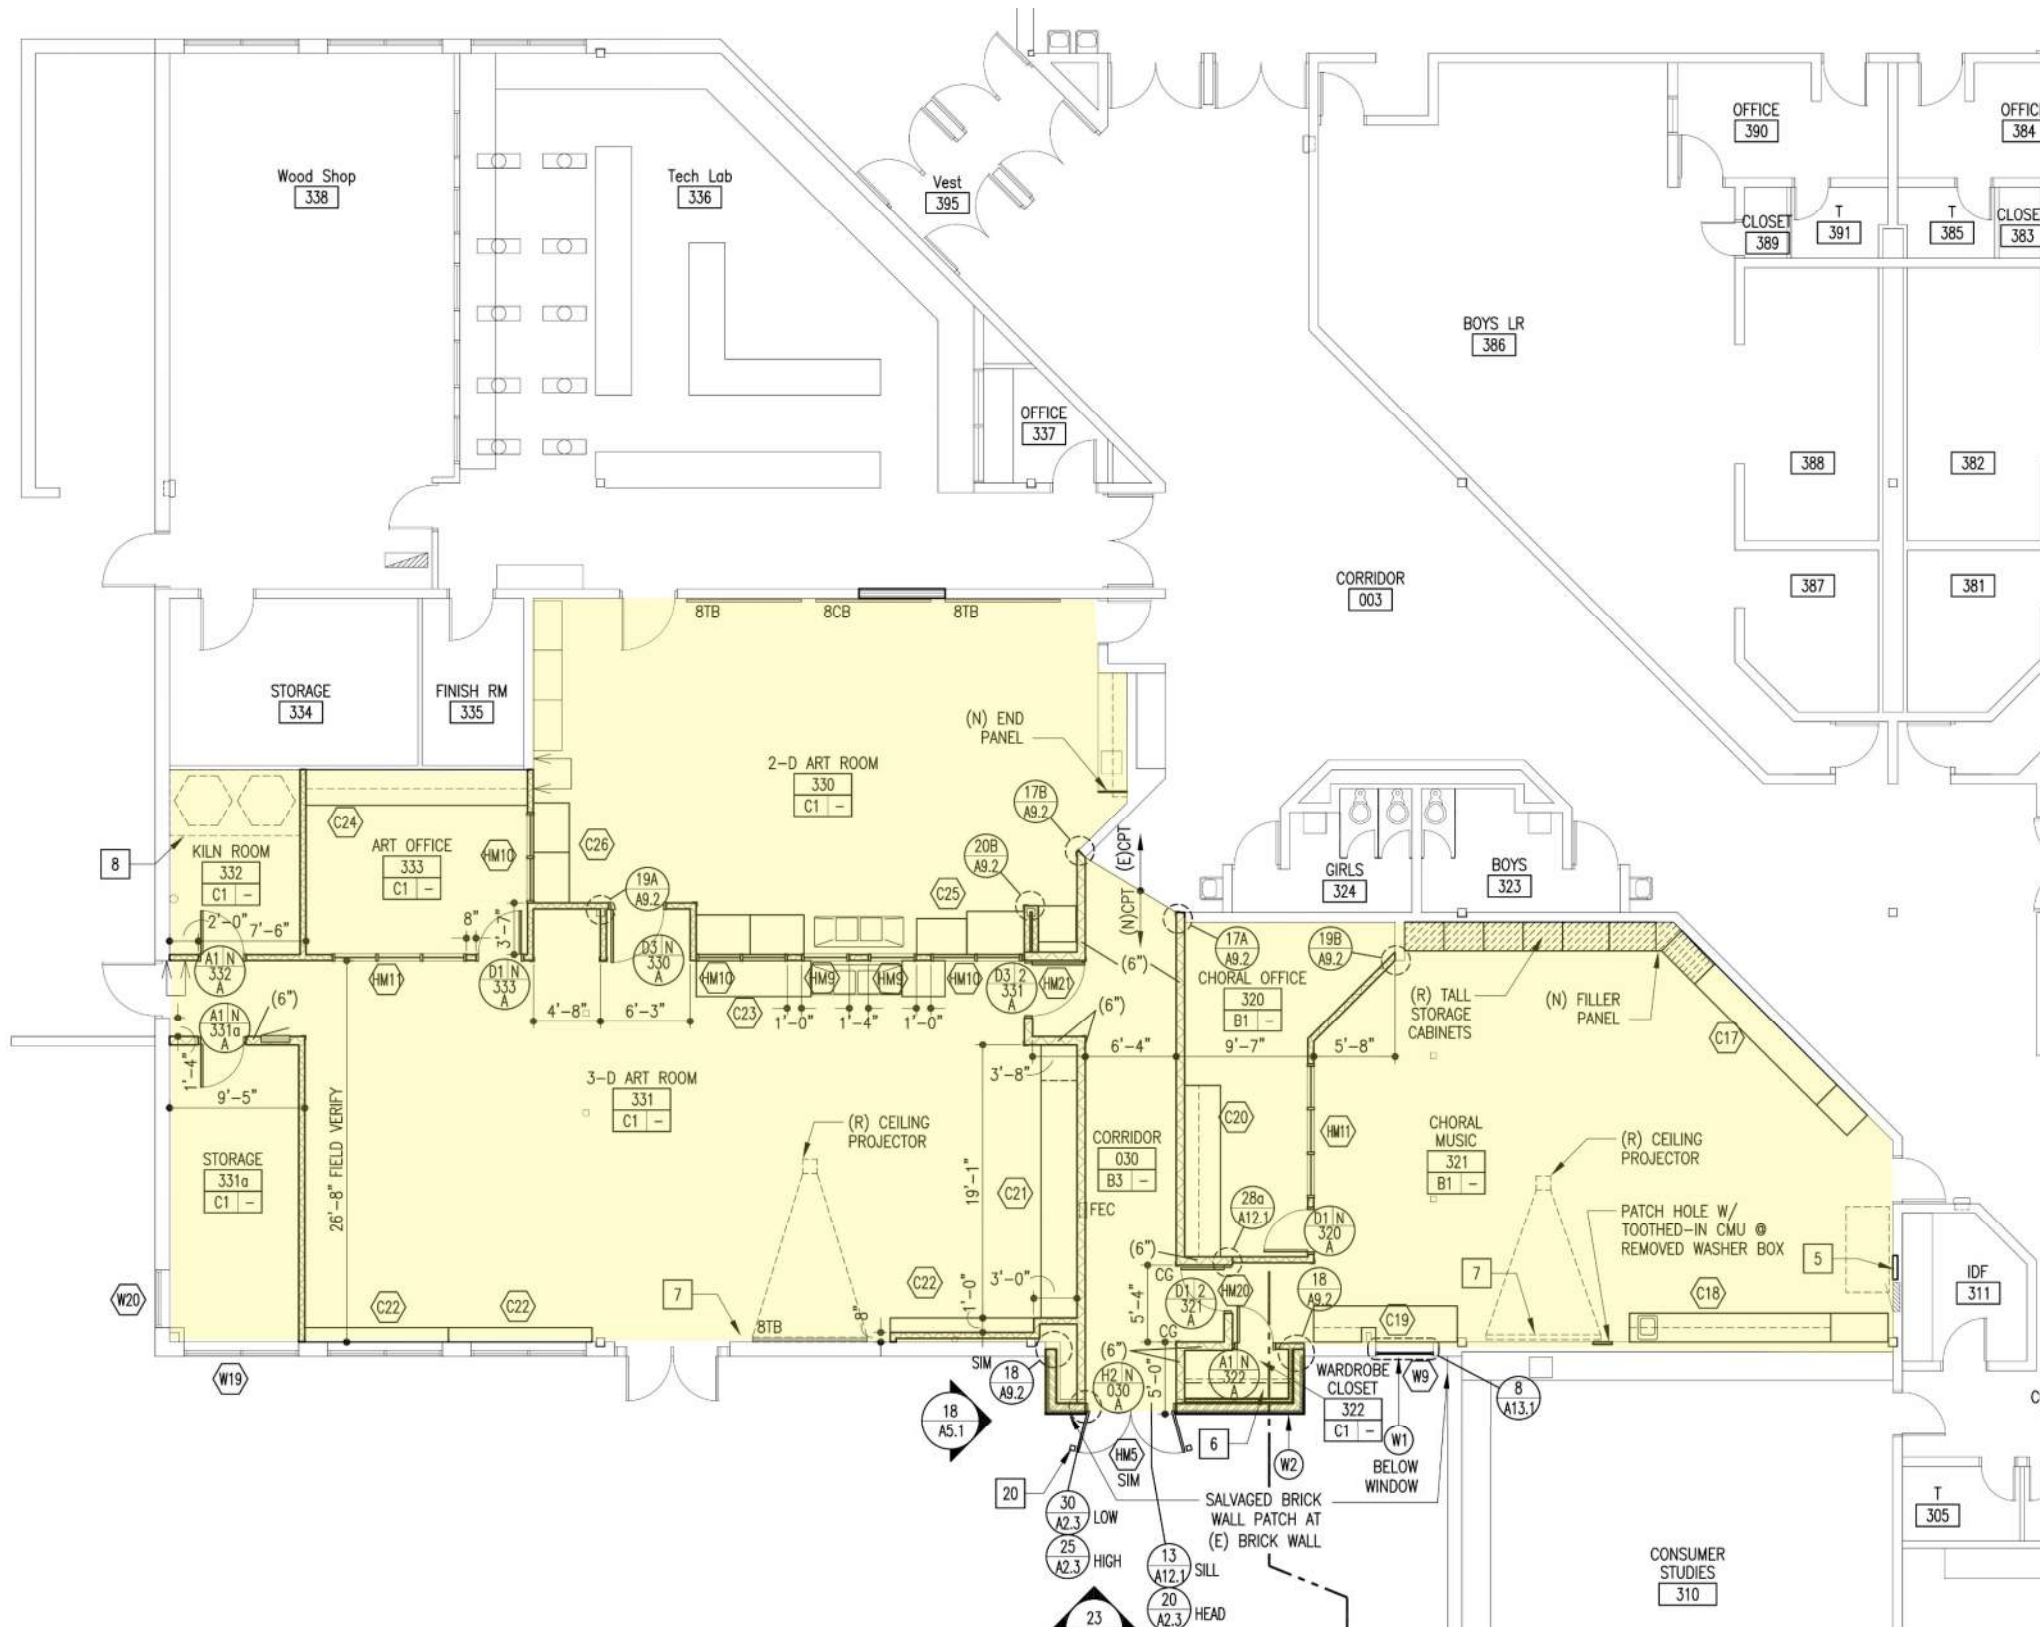 Wood Shop
338
Tech Lab
336
Vest
395
OFFICE
390
384
CLOSET
389
T
391
T
385
383
BOYS LR
386
OFFICE
337
388
382
CORRIDOR
003
387
381
8TB
8CB
8TB
STORAGE
334
FINISH RM
335
(N) END
PANEL
2-D ART ROOM
330
C1 -
17B
A9.2
(E)CPT
(N)CPT
C24
ART OFFICE
333
C1 -
HM10
C26
8
KILN ROOM
332
C1 -
19A
A9.2
20B
A9.2
C25
GIRLS
324
BOYS
323
2'-0"
7'-6"
8"
3'-7"
A1 N
332
A
HM11
D1 N
333
A
D3 N
330
A
HM10
HM9
HM9
HM10
D3 2
331
A
HM21
(6")
17A
A9.2
19B
A9.2
CHORAL OFFICE
320
B1 -
(R) TALL
STORAGE
CABINETS
(N) FILLER
PANEL
C17
A1 N
331a
A
(6")
4'-8"
6'-3"
C23
1'-0"
1'-4"
1'-0"
(6")
6'-4"
9'-7"
5'-8"
1'-4"
9'-5"
3'-8"
3-D ART ROOM
331
C1 -
(R) CEILING
PROJECTOR
26'-8" FIELD VERIFY
STORAGE
331a
C1 -
19'-1"
C21
CORRIDOR
030
B3 -
FEC
C20
HM11
CHORAL
MUSIC
321
B1 -
(R) CEILING
PROJECTOR
28a
A12.1
D1 N
320
A
PATCH HOLE W/
TOOTHED-IN CMU @
REMOVED WASHER BOX
5
IDF
311
W20
C22
C22
7
8TB
8"
C22
3'-0"
1'-0"
(6")
CG
5'-4"
D1 2
321
A
HM20
CG
18
A9.2
7
C19
C18
W19
SIM
18
A9.2
(6")
H2 N
030
A
5'-0"
A1 N
322
A
WARDROBE
CLOSET
322
C1 -
W9
8
A13.1
18
A5.1
20
HM5
SIM
6
W2
W1
BELOW
WINDOW
30
A2.3
LOW
25
A2.3
HIGH
SALVAGED BRICK
WALL PATCH AT
(E) BRICK WALL
13
A12.1
SILL
20
A2.3
HEAD
23
T
305
CONSUMER
STUDIES
310